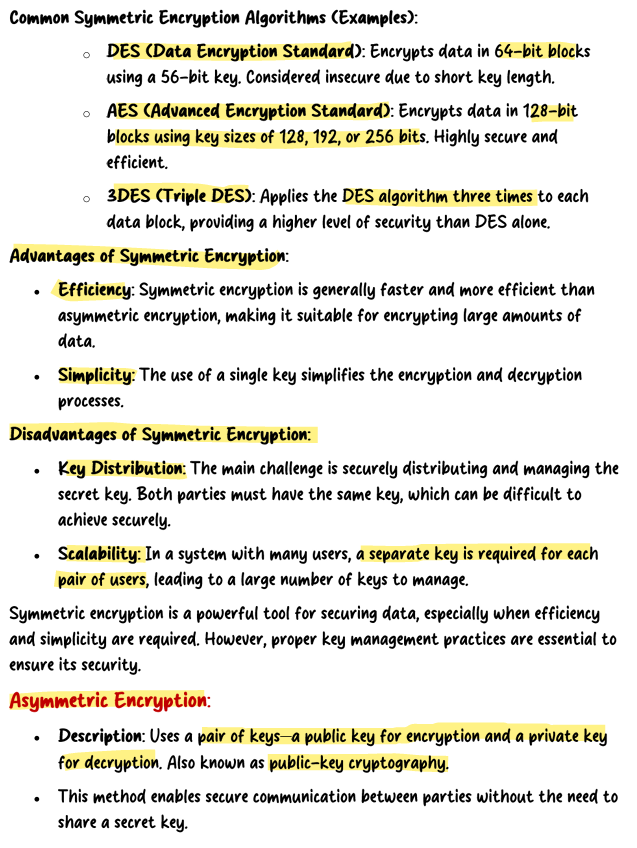 Common Symmetric Encryption Algorithms (Examples):
○ DES (Data Encryption Standard): Encrypts data in 64-bit blocks
using a 56-bit key. Considered insecure due to short key length.
○ AES (Advanced Encryption Standard): Encrypts data in 128-bit
blocks using key sizes of 128, 192, or 256 bits. Highly secure and
efficient.
○ 3DES (Triple DES): Applies the DES algorithm three times to each
data block, providing a higher level of security than DES alone.
Advantages of Symmetric Encryption:
• Efficiency: Symmetric encryption is generally faster and more efficient than
asymmetric encryption, making it suitable for encrypting large amounts of
data.
• Simplicity: The use of a single key simplifies the encryption and decryption
processes.
Disadvantages of Symmetric Encryption:
• Key Distribution: The main challenge is securely distributing and managing the
secret key. Both parties must have the same key, which can be difficult to
achieve securely.
• Scalability: In a system with many users, a separate key is required for each
pair of users, leading to a large number of keys to manage.
Symmetric encryption is a powerful tool for securing data, especially when efficiency
and simplicity are required. However, proper key management practices are essential to
ensure its security.
Asymmetric Encryption:
• Description: Uses a pair of keys—a public key for encryption and a private key
for decryption. Also known as public-key cryptography.
• This method enables secure communication between parties without the need to
share a secret key.